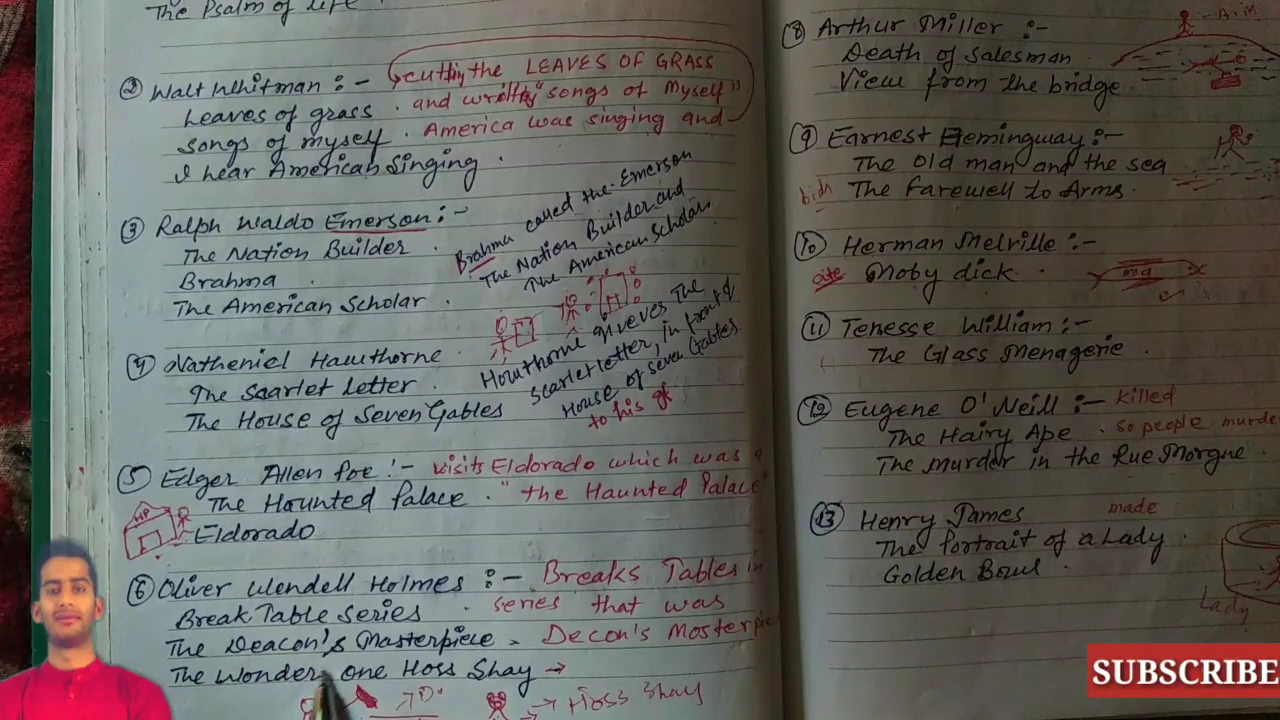 The Psalm of life
② Walt Whitman :-
cutting the LEAVES OF GRASS
Leaves of grass . and writing "songs of Myself"
songs of myself . America was singing and
I hear American Singing .
③ Ralph Waldo Emerson :-
The Nation Builder .
Brahma .
The American Scholar .
Brahma called the Emerson
The Nation Builder and
The American Scholar.
④ Natheniel Hawthorne .
The Scarlet Letter .
The House of Seven Gables
Howthorne giveves The
Scarlet letter, in front of
House of seven Gables
to his gf
⑤ Edger Allen Poe :- visits Eldorado which was a
The Haunted Palace . "the Haunted Palace"
HP
Eldorado
⑥ Oliver Wendell Holmes :- Breaks Tables in
Break Table Series . series that was
The Deacon's Masterpiece . Decon's Mosterpie
The Wonder one Hoss Shay →
→ Hoss Shay
⑧ Arthur Miller :-
Death of Salesman
View from the bridge .
⑨ Earnest Hemingway :-
The Old man and the sea
The Farewell to Arms .
⑩ Herman Melville :-
Moby dick .
md
⑪ Tenesse William :-
The Glass Menagerie .
⑫ Eugene O'Neill :- killed
The Hairy Ape . so people murde
The Murder in the Rue Morgue .
⑬ Henry James made
The Portrait of a Lady .
Golden Bowl .
Lady
SUBSCRIBE